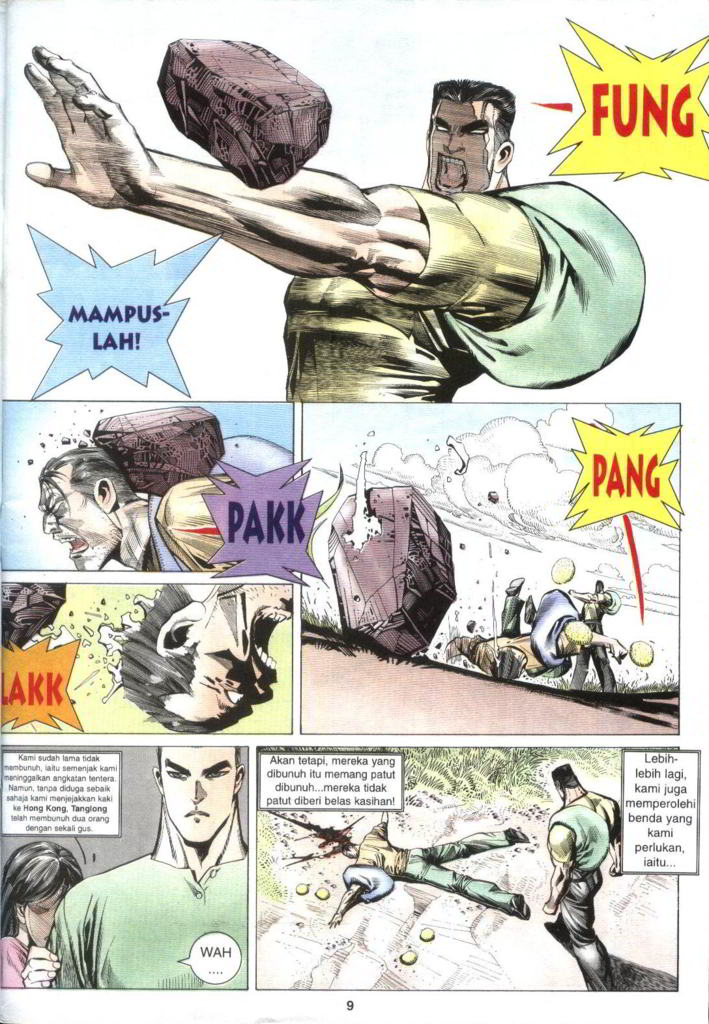 FUNG
MAMPUS-
LAH!
PAKK
PANG
LAKK
Kami sudah lama tidak
membunuh, iaitu semenjak kami
meninggalkan angkatan tentera.
Namun, tanpa diduga sebaik
sahaja kami menjejakkan kaki
ke Hong Kong, Tanglong
telah membunuh dua orang
dengan sekali gus.
WAH
....
Akan tetapi, mereka yang
dibunuh itu memang patut
dibunuh...mereka tidak
patut diberi belas kasihan!
Lebih-
lebih lagi,
kami juga
memperolehi
benda yang
kami
perlukan,
iaitu...
9